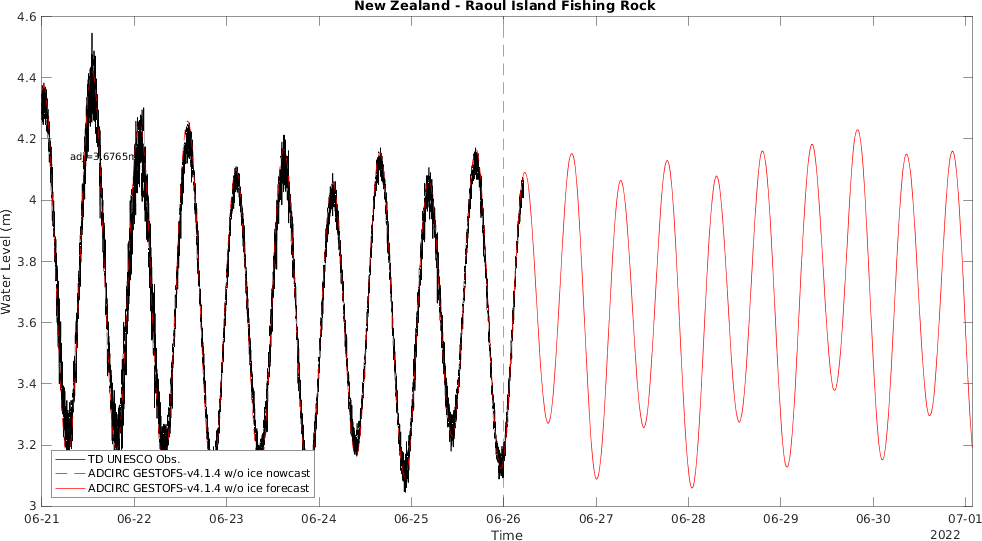 New Zealand - Raoul Island Fishing Rock
4.6
4.4
4.2
4
3.8
3.6
3.4
3.2
3
Water Level (m)
adj=3.6765m
TD UNESCO Obs.
ADCIRC GESTOFS-v4.1.4 w/o ice nowcast
ADCIRC GESTOFS-v4.1.4 w/o ice forecast
06-21 06-22 06-23 06-24 06-25 06-26 06-27 06-28 06-29 06-30 07-01
Time
2022